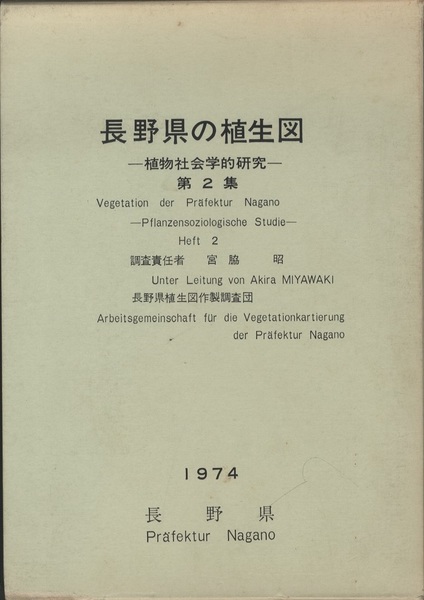 長野県の植生図
—植物社会学的研究—
第2集
Vegetation der Präfektur Nagano
—Pflanzensoziologische Studie—
Heft 2
調査責任者 宮脇 昭
Unter Leitung von Akira MIYAWAKI
長野県植生図作製調査団
Arbeitsgemeinschaft für die Vegetationkartierung
der Präfektur Nagano
1974
長野県
Präfektur Nagano